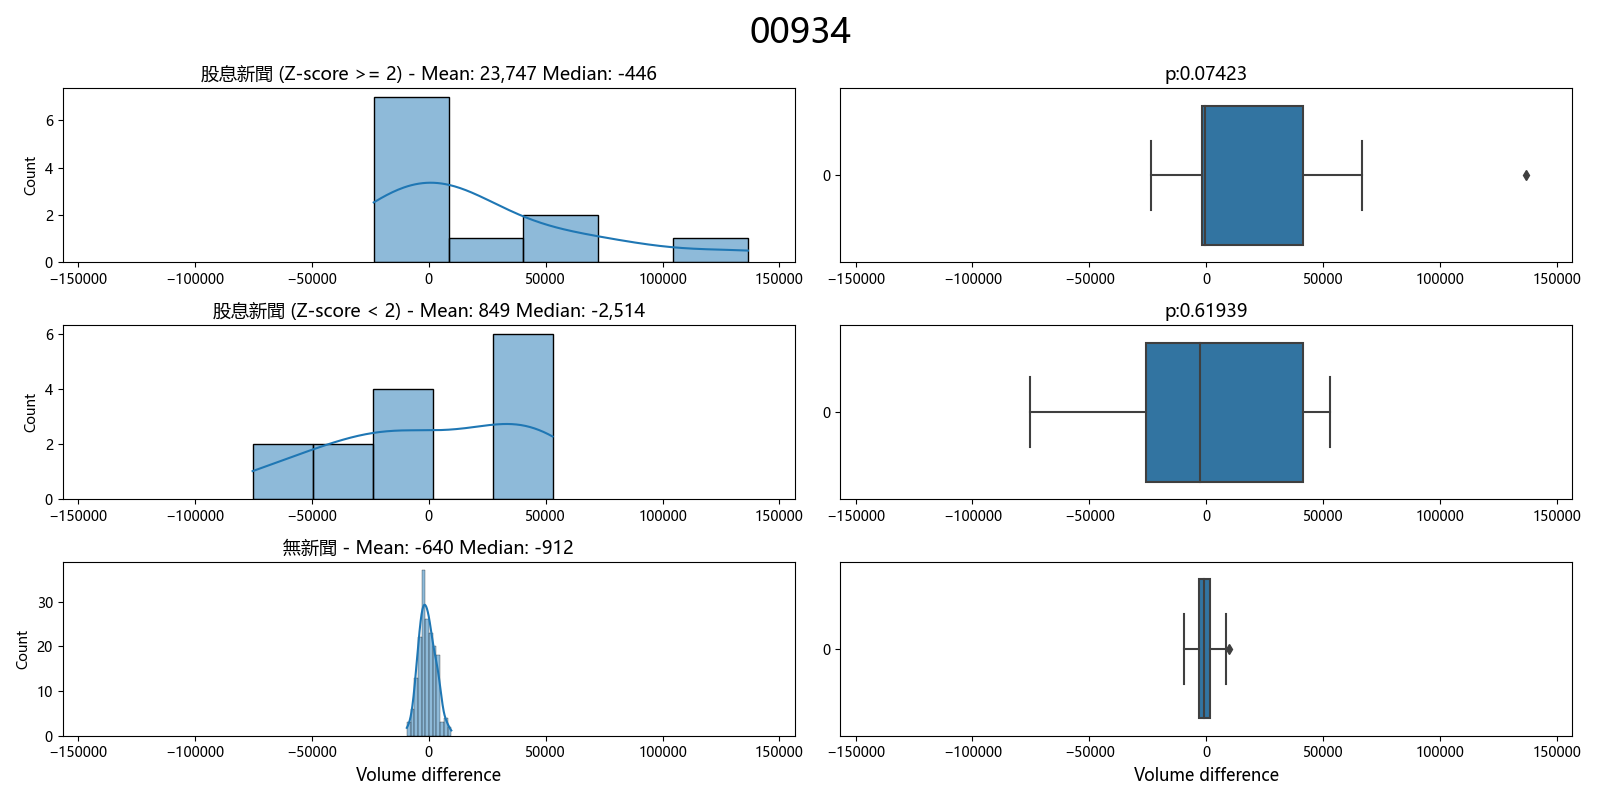 00934
股息新聞 (Z-score >= 2) - Mean: 23,747 Median: -446
p:0.07423
Count
6
4
2
0
−150000 −100000 −50000 0 50000 100000 150000
0
−150000 −100000 −50000 0 50000 100000 150000
股息新聞 (Z-score < 2) - Mean: 849 Median: -2,514
p:0.61939
Count
6
4
2
0
−150000 −100000 −50000 0 50000 100000 150000
0
−150000 −100000 −50000 0 50000 100000 150000
無新聞 - Mean: -640 Median: -912
Count
30
20
10
0
−150000 −100000 −50000 0 50000 100000 150000
Volume difference
0
−150000 −100000 −50000 0 50000 100000 150000
Volume difference